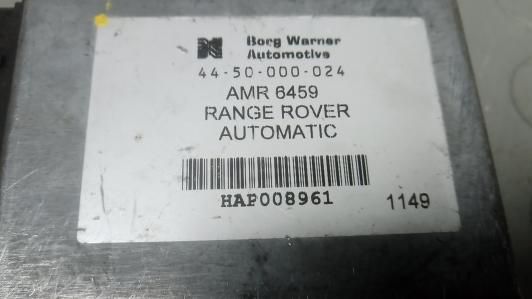 Borg Warner
Automotive
44-50-000-024
AMR 6459
RANGE ROVER
AUTOMATIC
HAP008961
1149